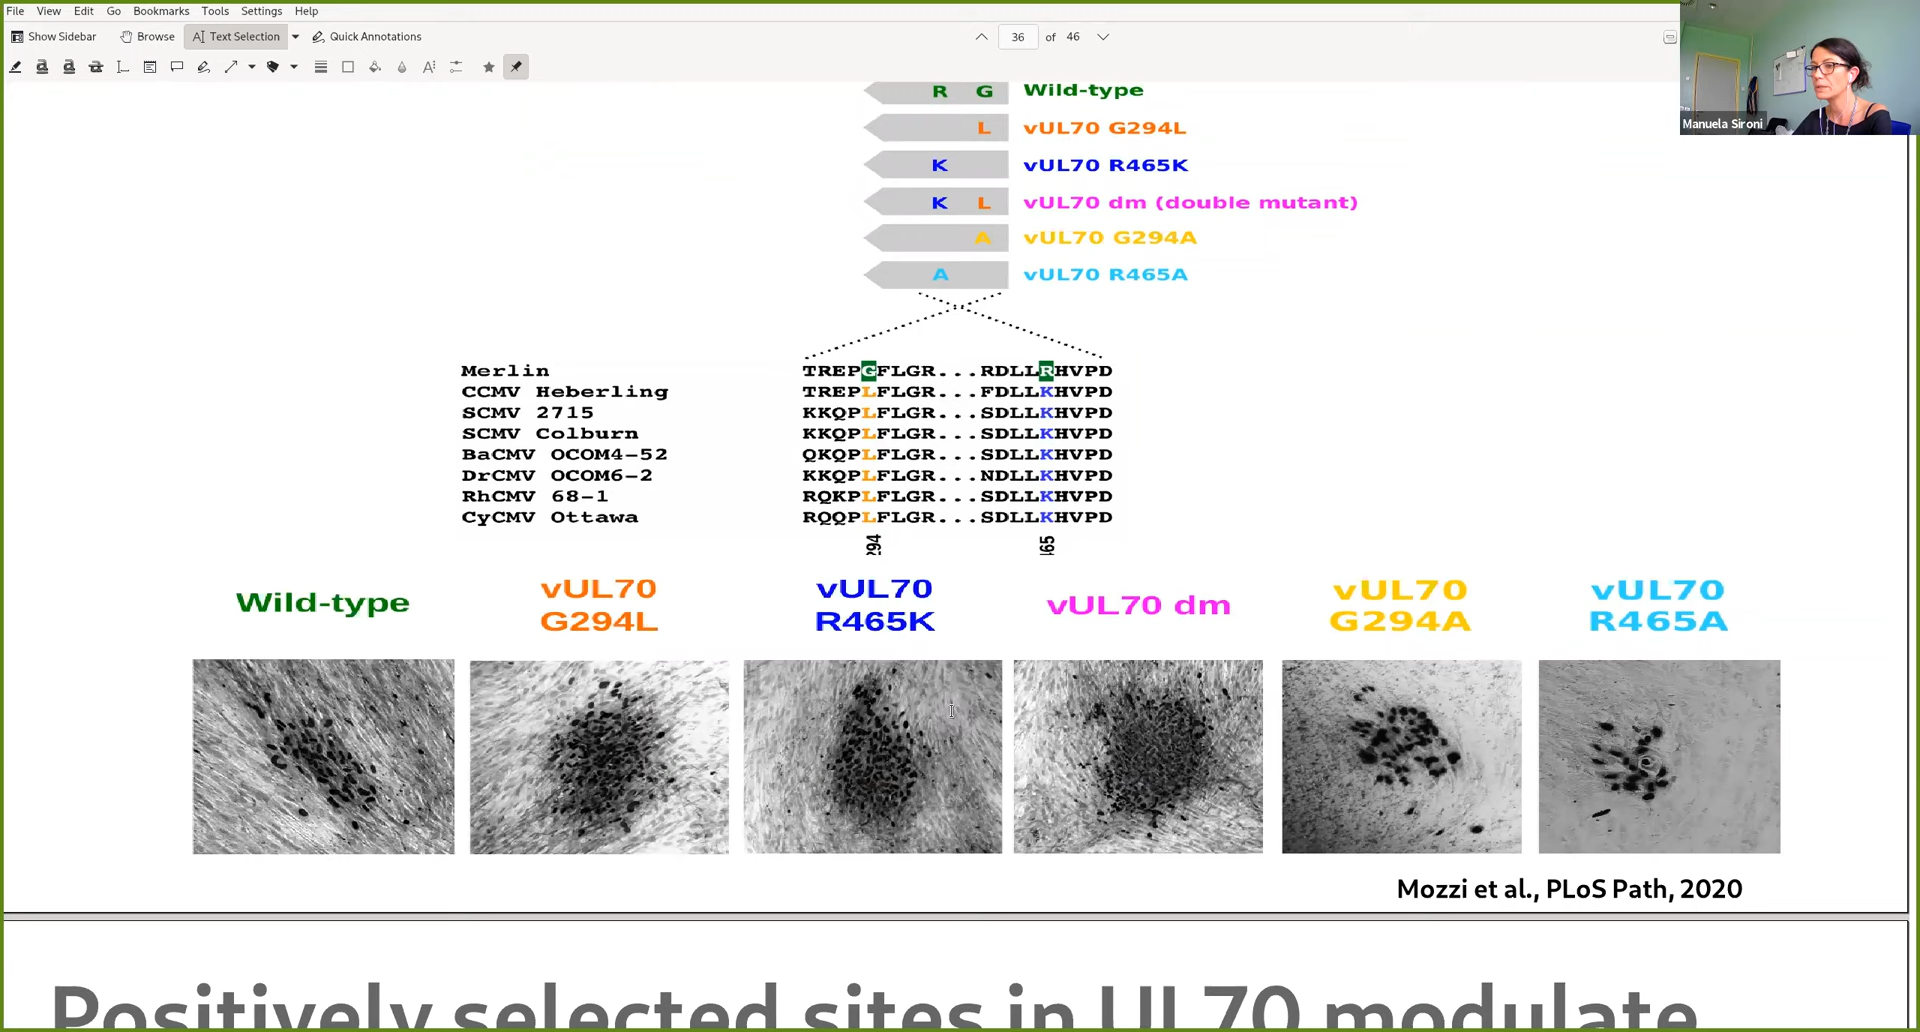 File View Edit Go Bookmarks Tools Settings Help
Show Sidebar Browse Text Selection Quick Annotations 36 of 46
Manuela Sironi
R G Wild-type
L vUL70 G294L
K vUL70 R465K
K L vUL70 dm (double mutant)
A vUL70 G294A
A vUL70 R465A
Merlin TREPGFLGR...RDLLRHVPD
CCMV Heberling TREPLFLGR...FDLLKHVPD
SCMV 2715 KKQPLFLGR...SDLLKHVPD
SCMV Colburn KKQPLFLGR...SDLLKHVPD
BaCMV OCOM4-52 QKQPLFLGR...SDLLKHVPD
DrCMV OCOM6-2 KKQPLFLGR...NDLLKHVPD
RhCMV 68-1 RQKPLFLGR...SDLLKHVPD
CyCMV Ottawa RQQPLFLGR...SDLLKHVPD
Wild-type
vUL70
G294L
vUL70
R465K
vUL70 dm
vUL70
G294A
vUL70
R465A
Mozzi et al., PLoS Path, 2020
Positively selected sites in UL70 modulate